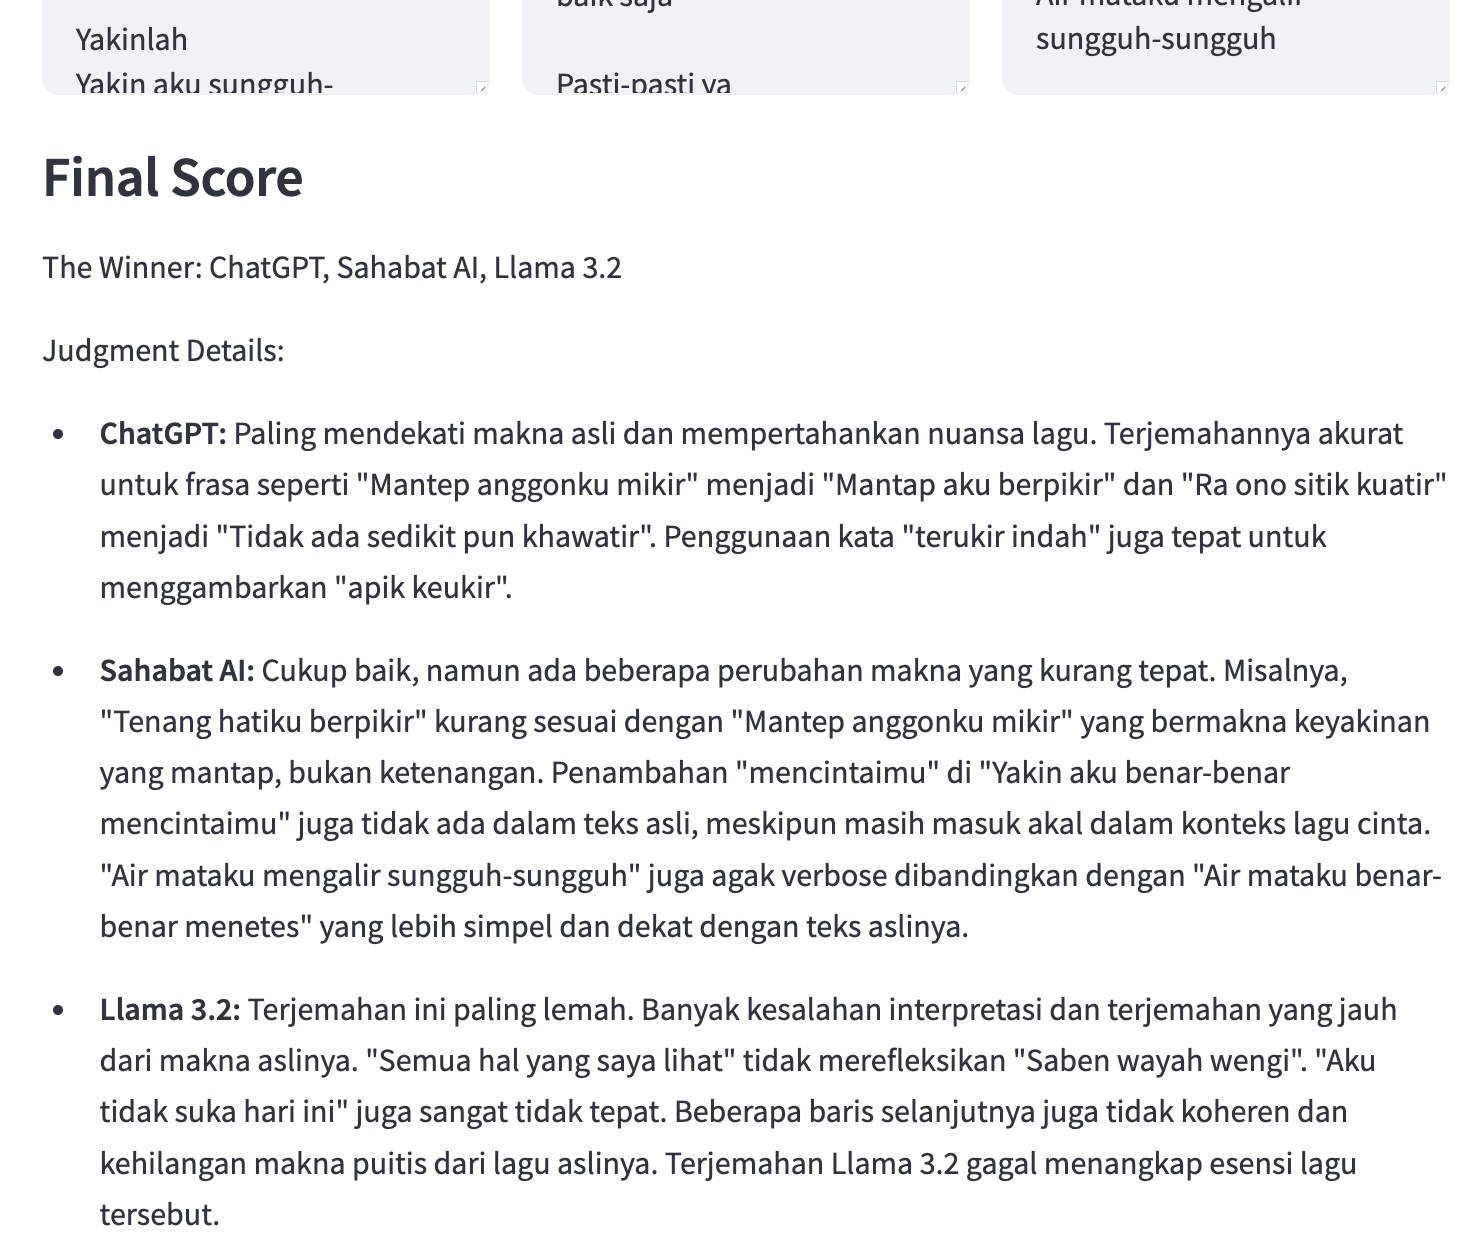 baik saja
Air mataku mengalir
Yakinlah
sungguh-sungguh
Yakin aku sungguh-
Pasti-pasti ya
Final Score
The Winner: ChatGPT, Sahabat AI, Llama 3.2
Judgment Details:
• ChatGPT: Paling mendekati makna asli dan mempertahankan nuansa lagu. Terjemahannya akurat
untuk frasa seperti "Mantep anggonku mikir" menjadi "Mantap aku berpikir" dan "Ra ono sitik kuatir"
menjadi "Tidak ada sedikit pun khawatir". Penggunaan kata "terukir indah" juga tepat untuk
menggambarkan "apik keukir".
• Sahabat AI: Cukup baik, namun ada beberapa perubahan makna yang kurang tepat. Misalnya,
"Tenang hatiku berpikir" kurang sesuai dengan "Mantep anggonku mikir" yang bermakna keyakinan
yang mantap, bukan ketenangan. Penambahan "mencintaimu" di "Yakin aku benar-benar
mencintaimu" juga tidak ada dalam teks asli, meskipun masih masuk akal dalam konteks lagu cinta.
"Air mataku mengalir sungguh-sungguh" juga agak verbose dibandingkan dengan "Air mataku benar-
benar menetes" yang lebih simpel dan dekat dengan teks aslinya.
• Llama 3.2: Terjemahan ini paling lemah. Banyak kesalahan interpretasi dan terjemahan yang jauh
dari makna aslinya. "Semua hal yang saya lihat" tidak merefleksikan "Saben wayah wengi". "Aku
tidak suka hari ini" juga sangat tidak tepat. Beberapa baris selanjutnya juga tidak koheren dan
kehilangan makna puitis dari lagu aslinya. Terjemahan Llama 3.2 gagal menangkap esensi lagu
tersebut.